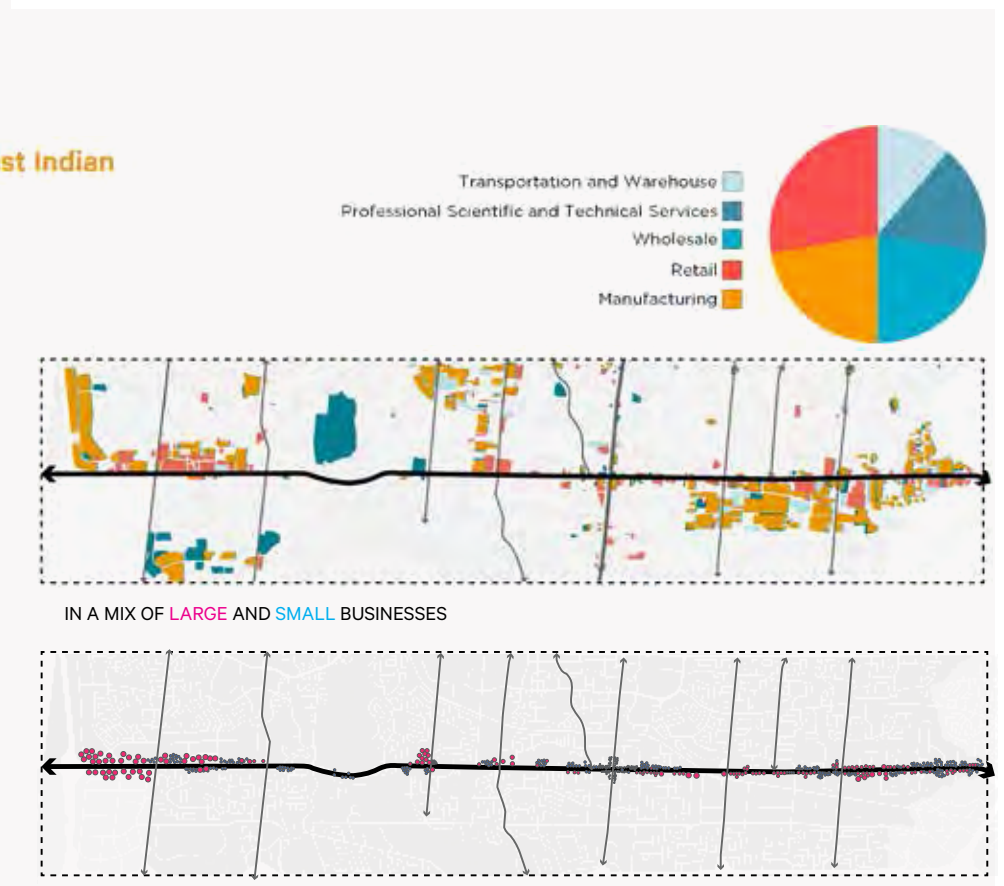 st Indian
Transportation and Warehouse
Professional Scientific and Technical Services
Wholesale
Retail
Manufacturing
IN A MIX OF LARGE AND SMALL BUSINESSES